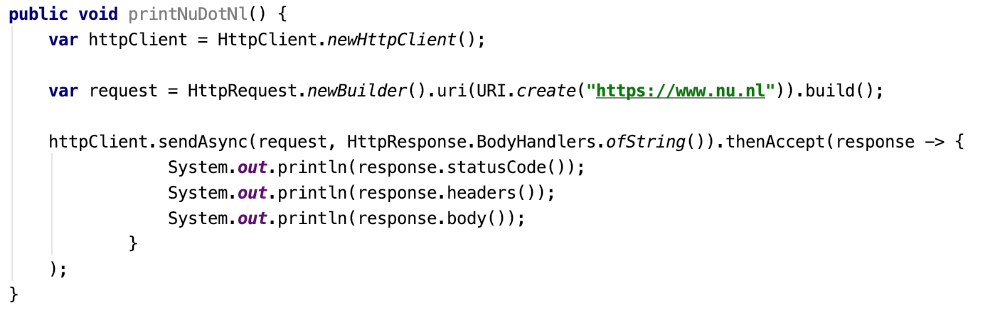 public void printNuDotNl() {
    var httpClient = HttpClient.newHttpClient();

    var request = HttpRequest.newBuilder().uri(URI.create("https://www.nu.nl")).build();

    httpClient.sendAsync(request, HttpResponse.BodyHandlers.ofString()).thenAccept(response -> {
                System.out.println(response.statusCode());
                System.out.println(response.headers());
                System.out.println(response.body());
            }
    );
}